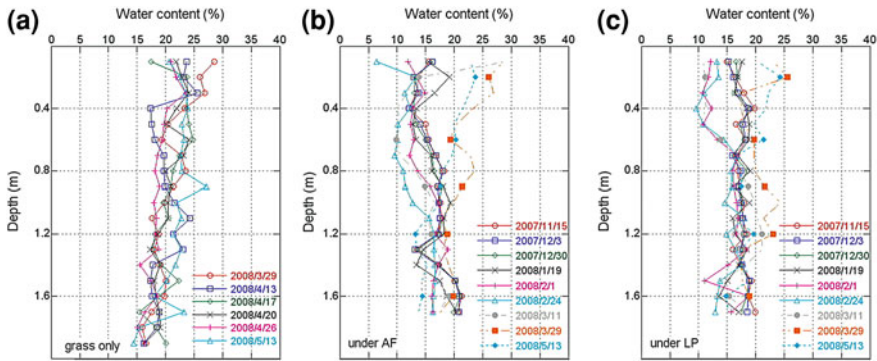 (a)
Water content (%)
0 5 10 15 20 25 30 35 40
0.0
0.4
0.8
1.2
1.6
Depth (m)
2008/3/29
2008/4/13
2008/4/17
2008/4/20
2008/4/26
2008/5/13
grass only
(b)
Water content (%)
0 5 10 15 20 25 30 35 40
0.0
0.4
0.8
1.2
1.6
Depth (m)
2007/11/15
2007/12/3
2007/12/30
2008/1/19
2008/2/1
2008/2/24
2008/3/11
2008/3/29
2008/5/13
under AF
(c)
Water content (%)
0 5 10 15 20 25 30 35 40
0.0
0.4
0.8
1.2
1.6
Depth (m)
2007/11/15
2007/12/3
2007/12/30
2008/1/19
2008/2/1
2008/2/24
2008/3/11
2008/3/29
2008/5/13
under LP